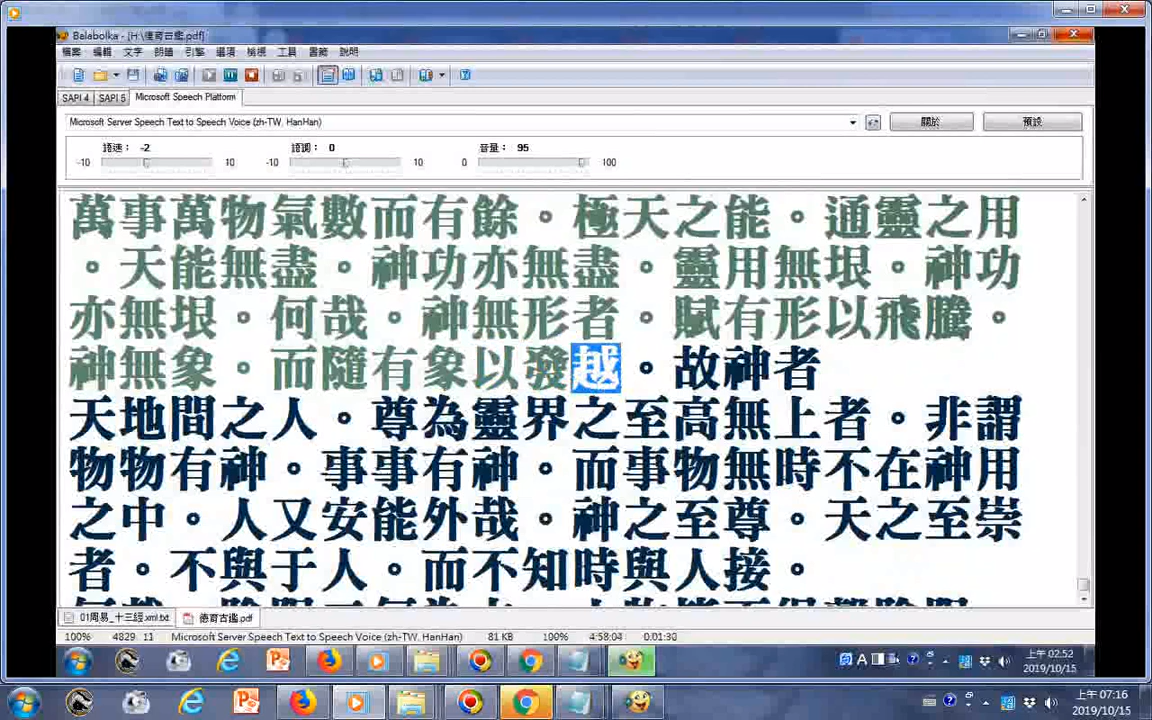 Balabolka - [H:\德育古鑑.pdf]
檔案 編輯 文字 朗讀 引擎 選項 檢視 工具 書籤 說明
SAPI 4 SAPI 5 Microsoft Speech Platform
Microsoft Server Speech Text to Speech Voice (zh-TW, HanHan)
關於 預設
語速： -2 語調： 0 音量： 95
-10 10 -10 10 0 100
萬事萬物氣數而有餘。極天之能。通靈之用
。天能無盡。神功亦無盡。靈用無垠。神功
亦無垠。何哉。神無形者。賦有形以飛騰。
神無象。而隨有象以發越。故神者
天地間之人。尊為靈界之至高無上者。非謂
物物有神。事事有神。而事物無時不在神用
之中。人又安能外哉。神之至尊。天之至崇
者。不與于人。而不知時與人接。
01周易_十三經.xml.txt 德育古鑑.pdf
100% 4829 11 Microsoft Server Speech Text to Speech Voice (zh-TW, HanHan) 81 KB 100% 4:58:04 0:01:30
上午 02:52
2019/10/15
上午 07:16
2019/10/15